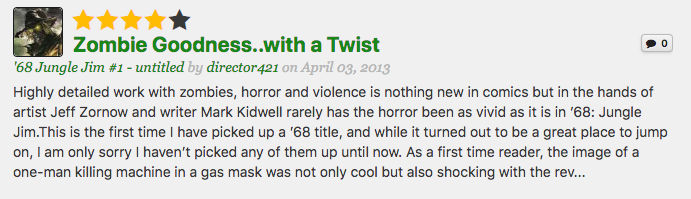 Zombie Goodness..with a Twist
0
'68 Jungle Jim #1 - untitled by director421 on April 03, 2013
Highly detailed work with zombies, horror and violence is nothing new in comics but in the hands of
artist Jeff Zornow and writer Mark Kidwell rarely has the horror been as vivid as it is in '68: Jungle
Jim.This is the first time I have picked up a '68 title, and while it turned out to be a great place to jump
on, I am only sorry I haven't picked any of them up until now. As a first time reader, the image of a
one-man killing machine in a gas mask was not only cool but also shocking with the rev...